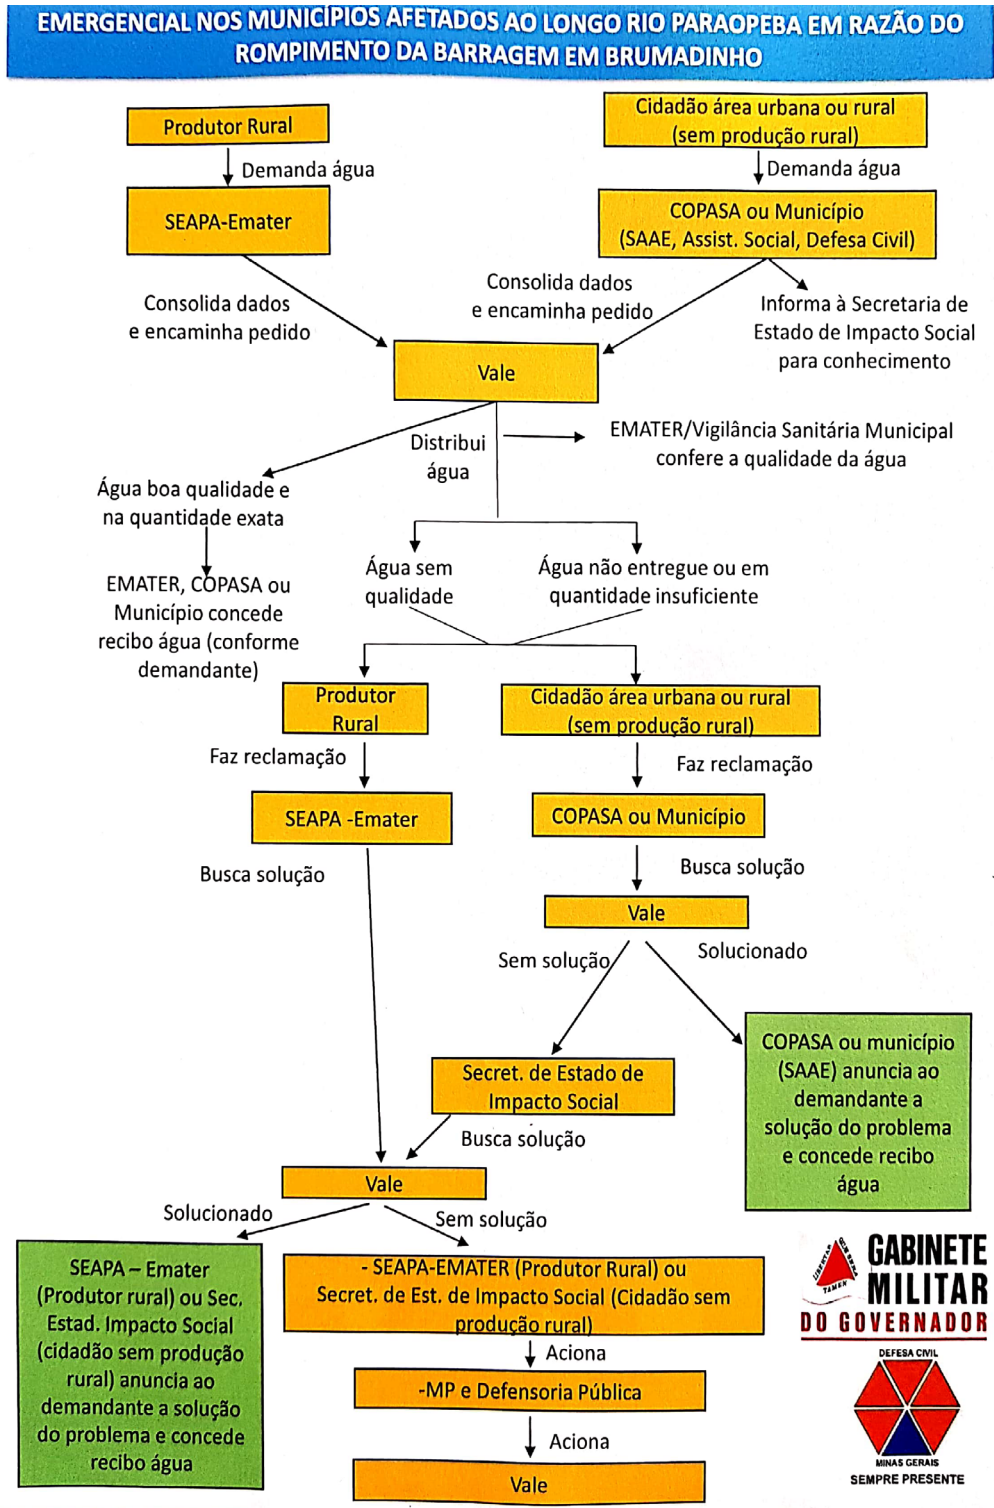 EMERGENCIAL NOS MUNICÍPIOS AFETADOS AO LONGO RIO PARAOPEBA EM RAZÃO DO
ROMPIMENTO DA BARRAGEM EM BRUMADINHO
Produtor Rural
Cidadão área urbana ou rural
(sem produção rural)
Demanda água
Demanda água
SEAPA-Emater
COPASA ou Município
(SAAE, Assist. Social, Defesa Civil)
Consolida dados
e encaminha pedido
Consolida dados
e encaminha pedido
Informa à Secretaria de
Estado de Impacto Social
para conhecimento
Vale
Distribui
água
EMATER/Vigilância Sanitária Municipal
confere a qualidade da água
Água boa qualidade e
na quantidade exata
Água sem
qualidade
Água não entregue ou em
quantidade insuficiente
EMATER, COPASA ou
Município concede
recibo água (conforme
demandante)
Produtor
Rural
Cidadão área urbana ou rural
(sem produção rural)
Faz reclamação
Faz reclamação
SEAPA -Emater
COPASA ou Município
Busca solução
Busca solução
Vale
Sem solução
Solucionado
COPASA ou município
(SAAE) anuncia ao
demandante a
solução do problema
e concede recibo
água
Secret. de Estado de
Impacto Social
Busca solução
Vale
Solucionado
Sem solução
SEAPA – Emater
(Produtor rural) ou Sec.
Estad. Impacto Social
(cidadão sem produção
rural) anuncia ao
demandante a solução
do problema e concede
recibo água
- SEAPA-EMATER (Produtor Rural) ou
Secret. de Est. de Impacto Social (Cidadão sem
produção rural)
Aciona
-MP e Defensoria Pública
Aciona
Vale
LIBERTAS QUÆ SERA TAMEN
GABINETE
MILITAR
DO GOVERNADOR
DEFESA CIVIL
MINAS GERAIS
SEMPRE PRESENTE